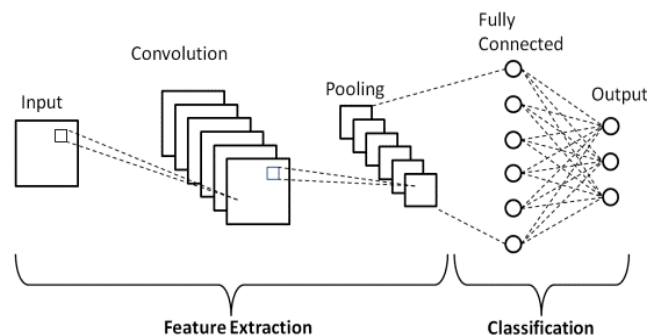 Fully
Connected
Convolution
Pooling
Input
Output
Feature Extraction
Classification